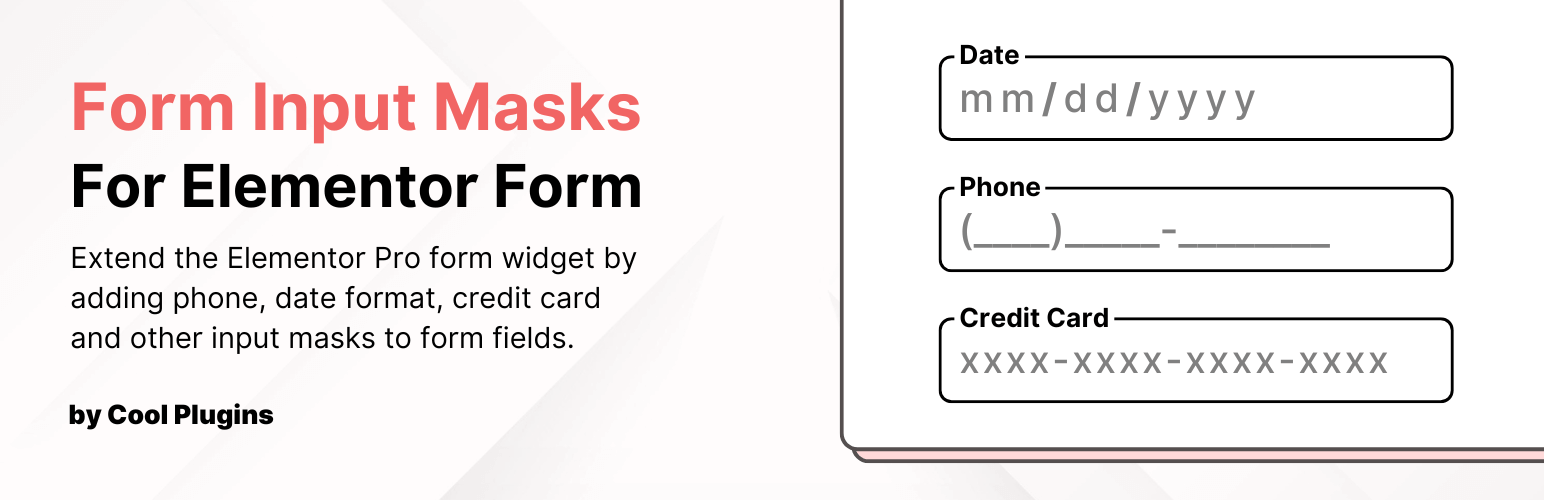 Form Input Masks
For Elementor Form
Extend the Elementor Pro form widget by
adding phone, date format, credit card
and other input masks to form fields.
by Cool Plugins
Date
mm/dd/yyyy
Phone
(____)_____-________
Credit Card
xxxx-xxxx-xxxx-xxxx